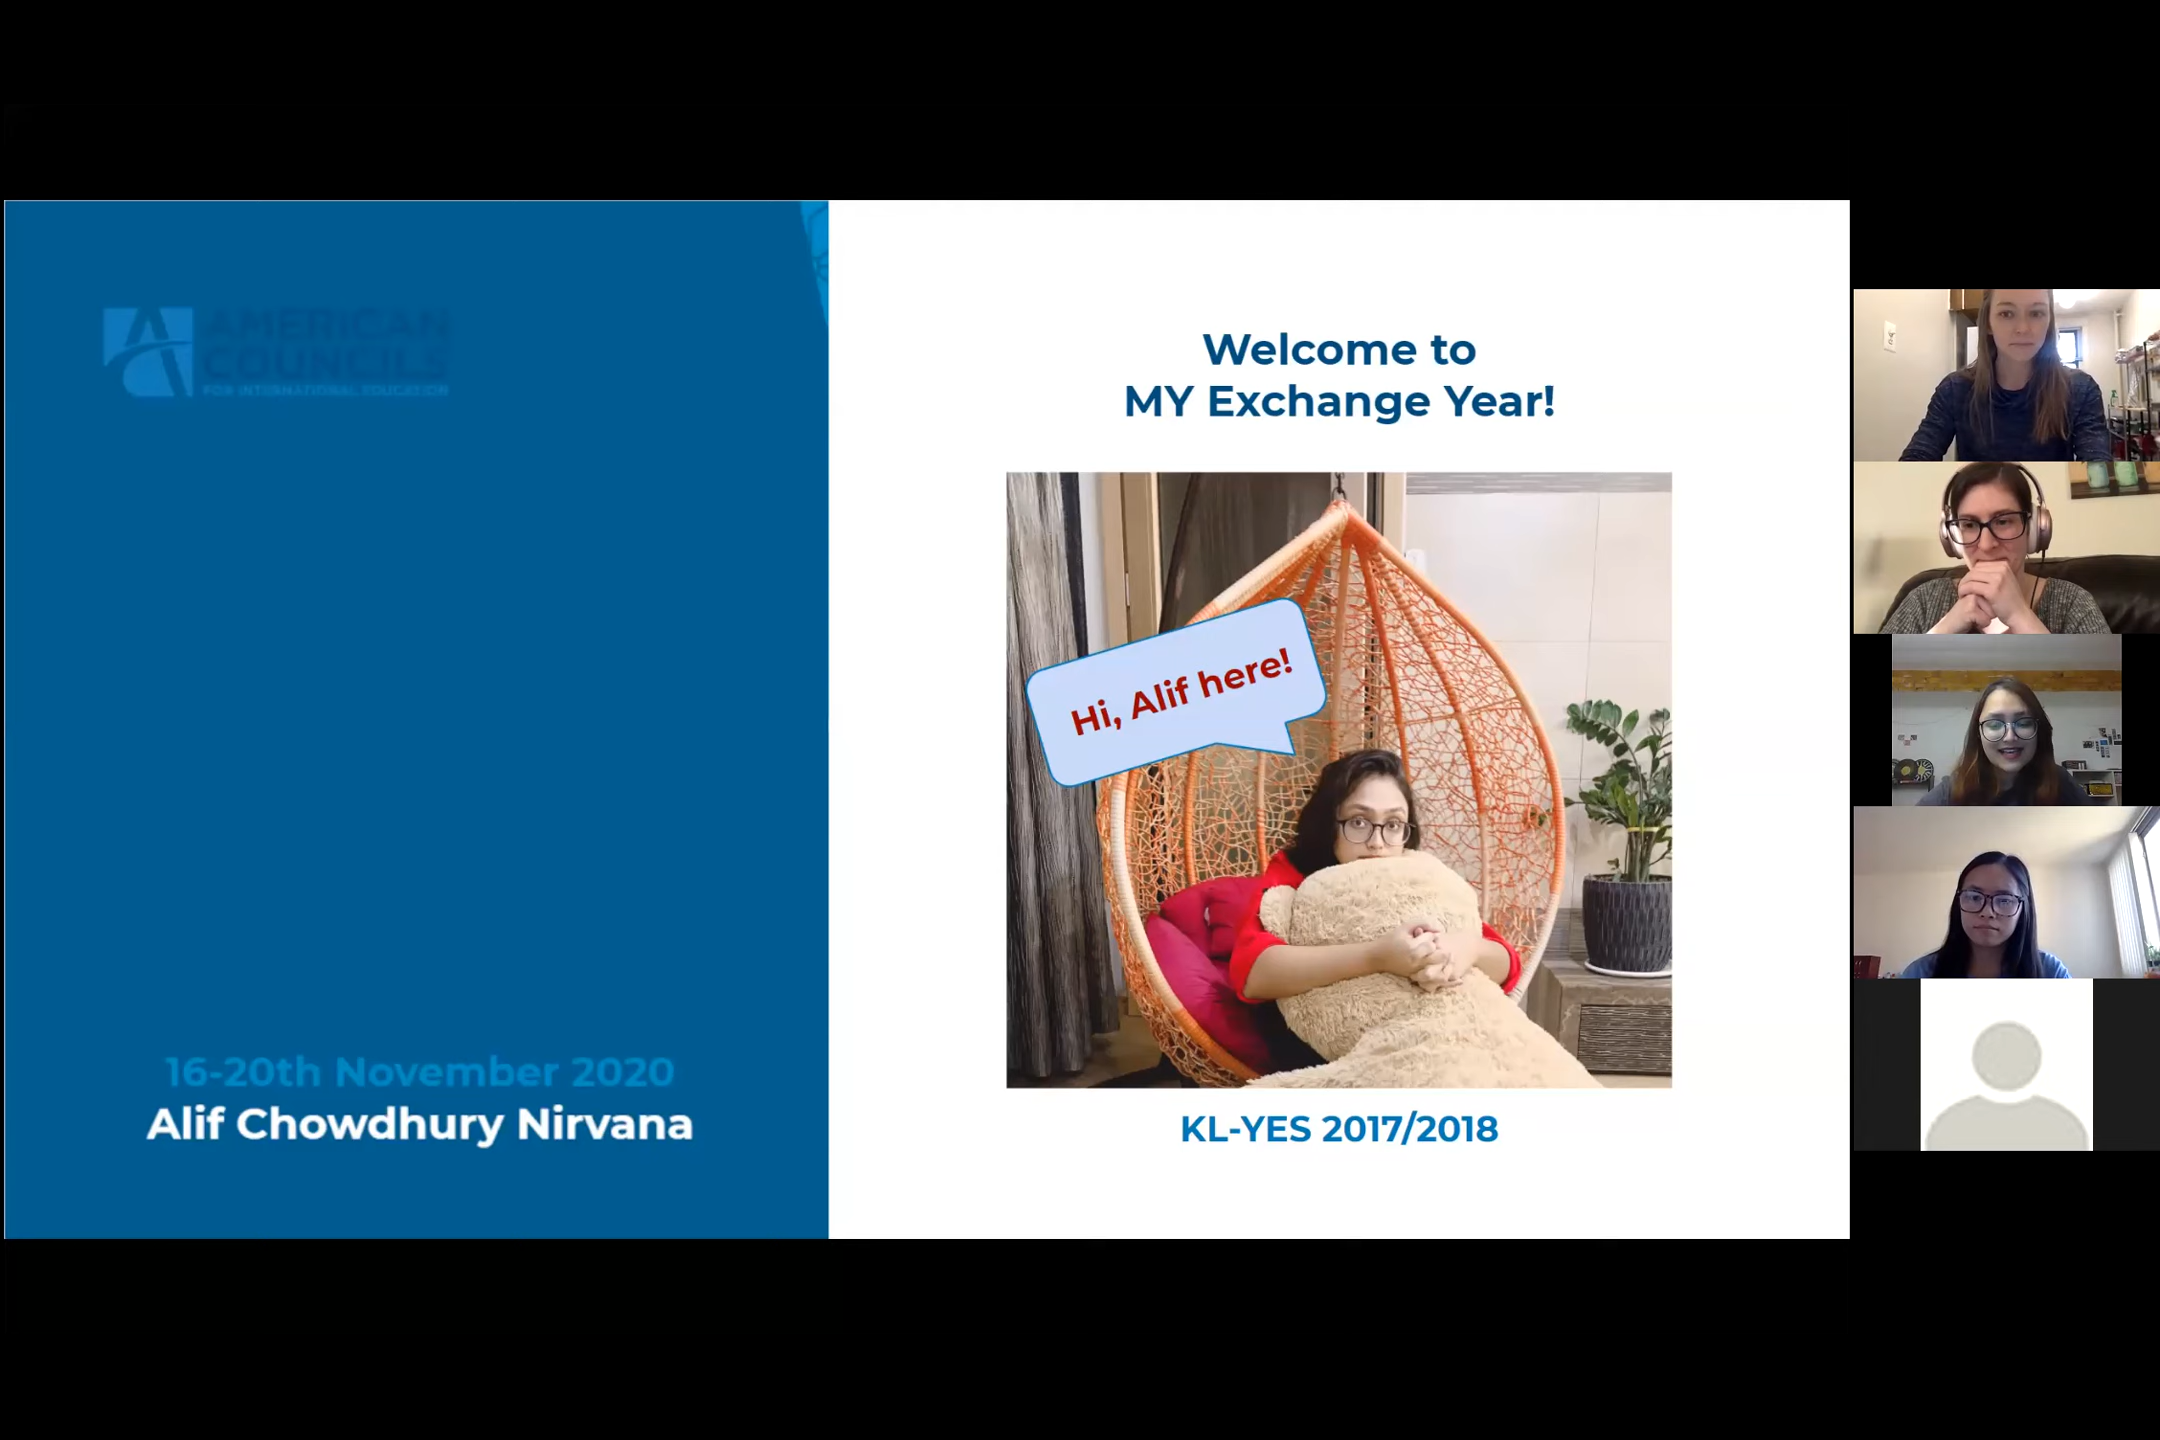 AMERICAN
COUNCILS
FOR INTERNATIONAL EDUCATION
16-20th November 2020
Alif Chowdhury Nirvana
Welcome to
MY Exchange Year!
Hi, Alif here!
KL-YES 2017/2018